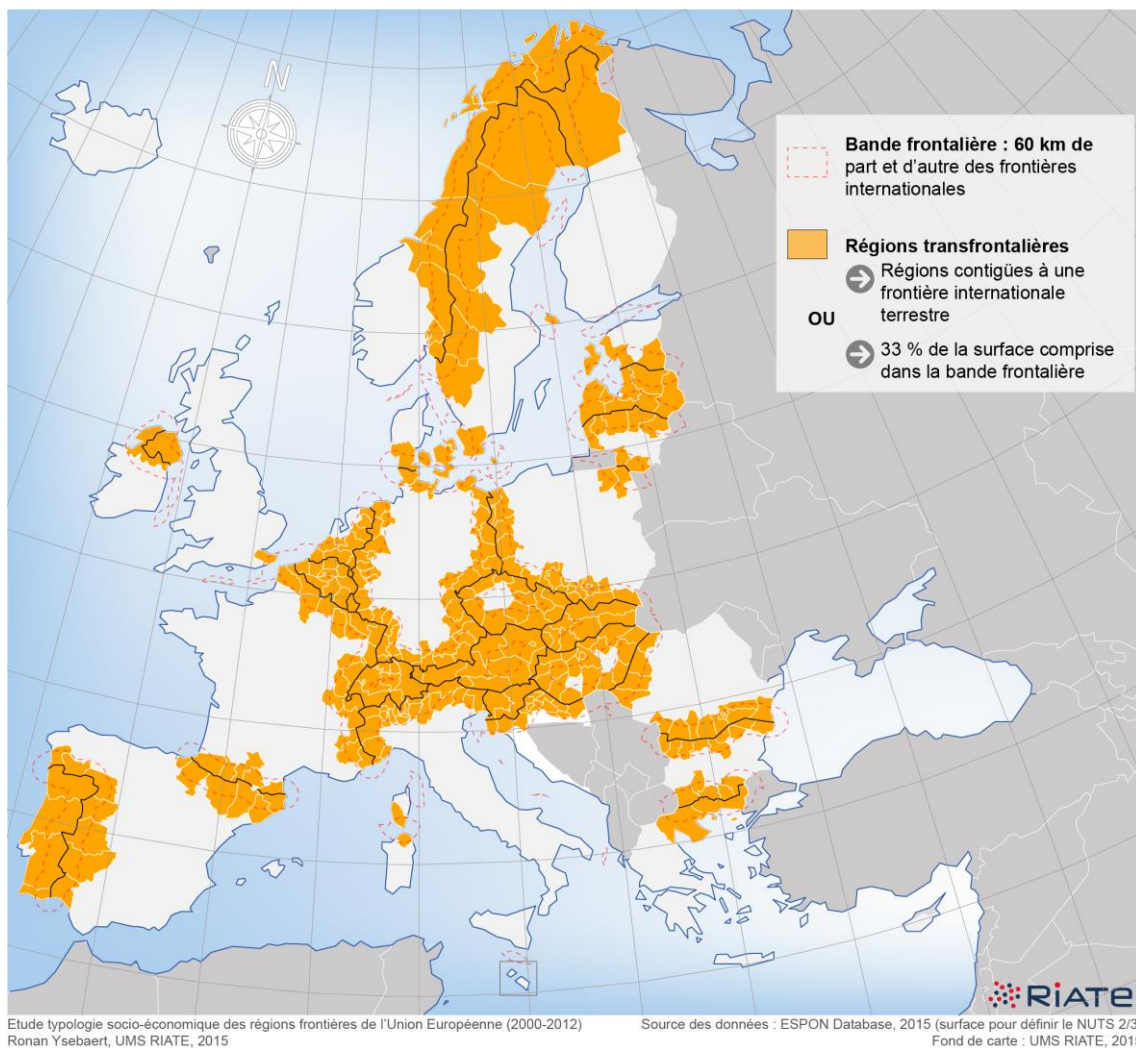 N
Bande frontalière : 60 km de
part et d'autre des frontières
internationales
Régions transfrontalières
Régions contigües à une
frontière internationale
terrestre
OU
33 % de la surface comprise
dans la bande frontalière
RIATE
Etude typologie socio-économique des régions frontières de l'Union Européenne (2000-2012)
Ronan Ysebaert, UMS RIATE, 2015
Source des données : ESPON Database, 2015 (surface pour définir le NUTS 2/3
Fond de carte : UMS RIATE, 2015